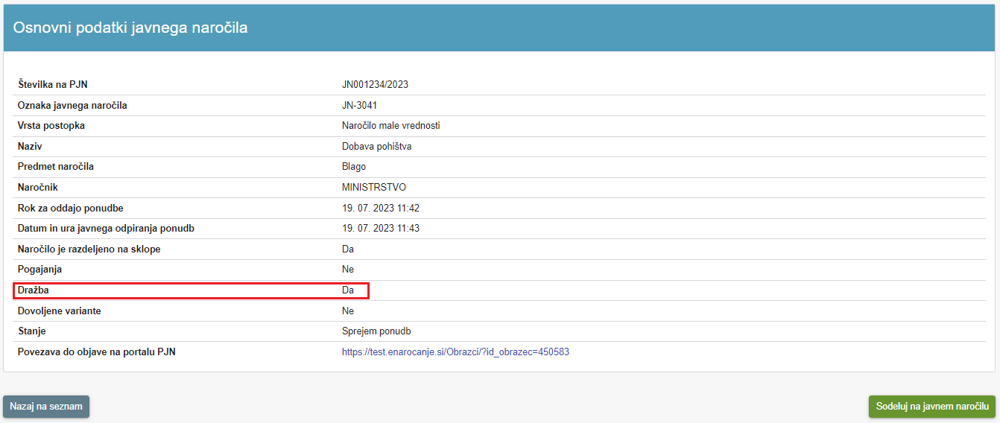 Osnovni podatki javnega naročila
Številka na PJN JN001234/2023
Oznaka javnega naročila JN-3041
Vrsta postopka Naročilo male vrednosti
Naziv Dobava pohištva
Predmet naročila Blago
Naročnik MINISTRSTVO
Rok za oddajo ponudbe 19. 07. 2023 11:42
Datum in ura javnega odpiranja ponudb 19. 07. 2023 11:43
Naročilo je razdeljeno na sklope Da
Pogajanja Ne
Dražba Da
Dovoljene variante Ne
Stanje Sprejem ponudb
Povezava do objave na portalu PJN https://test.enarocanje.si/Obrazci/?id_obrazec=450583
Nazaj na seznam Sodeluj na javnem naročilu